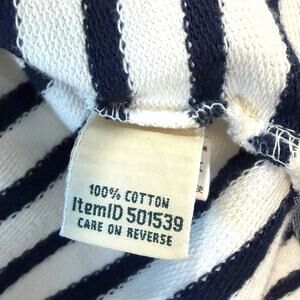 100% COTTON
ItemID 501539
CARE ON REVERSE